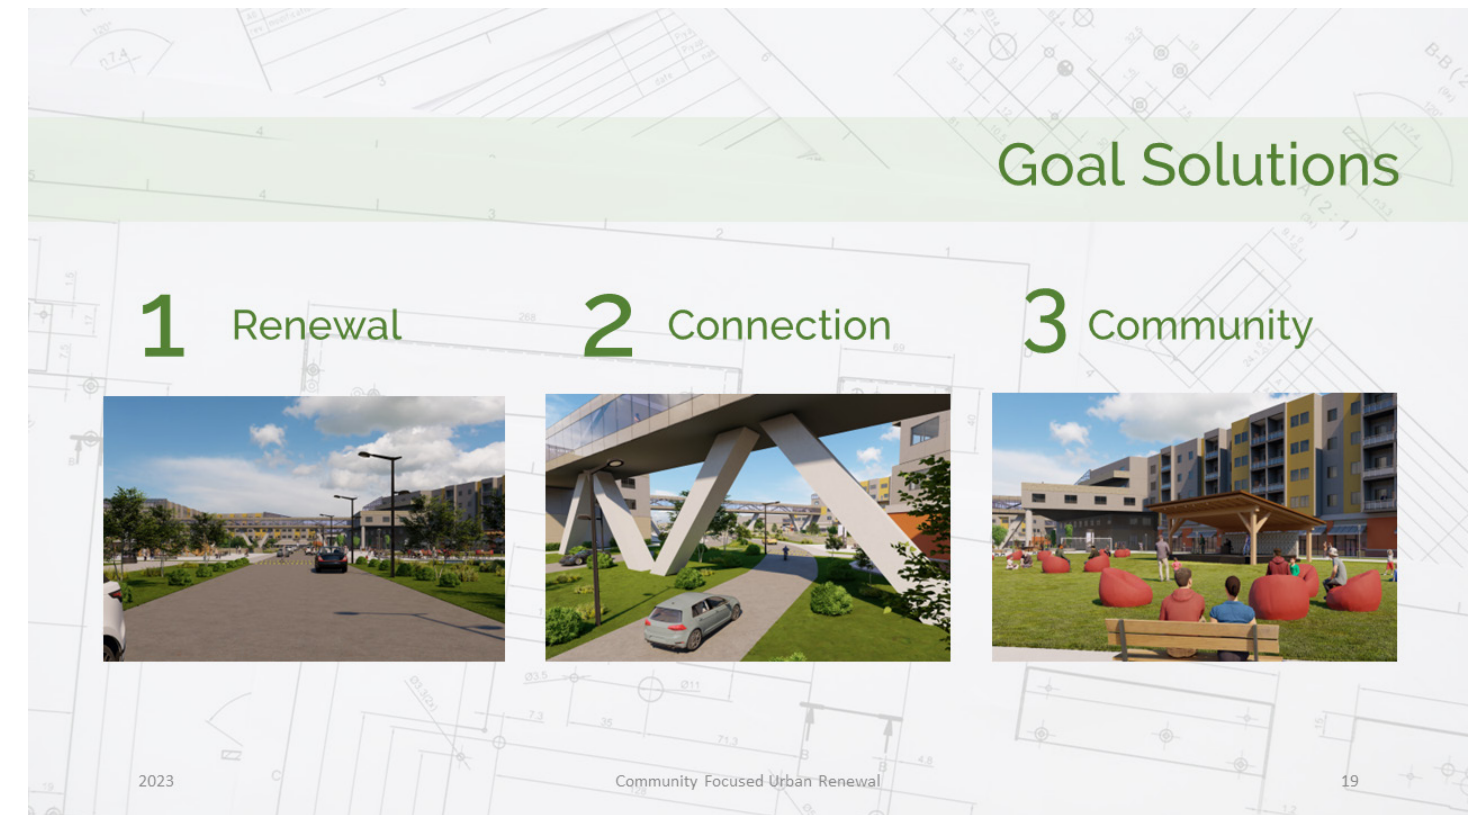 Goal Solutions
1 Renewal
2 Connection
3 Community
2023
Community Focused Urban Renewal
19